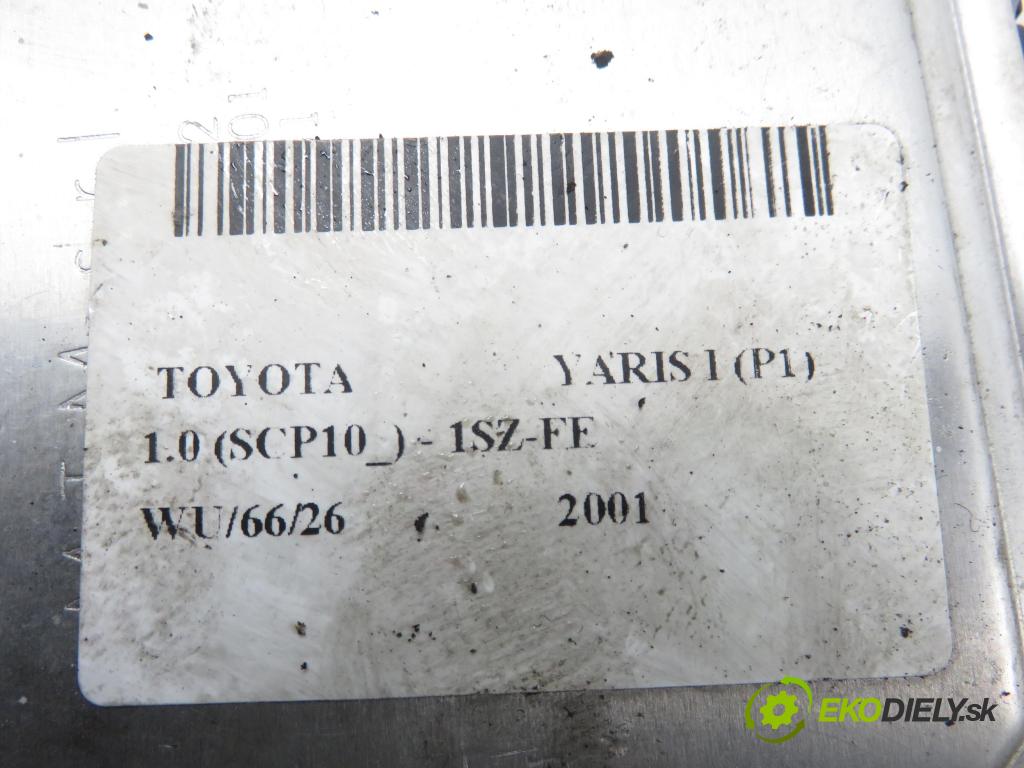 TOYOTA YARIS I (P1)
1.0 (SCP10_) - 1SZ-FE
WU/66/26 2001
EKODIELY.sk